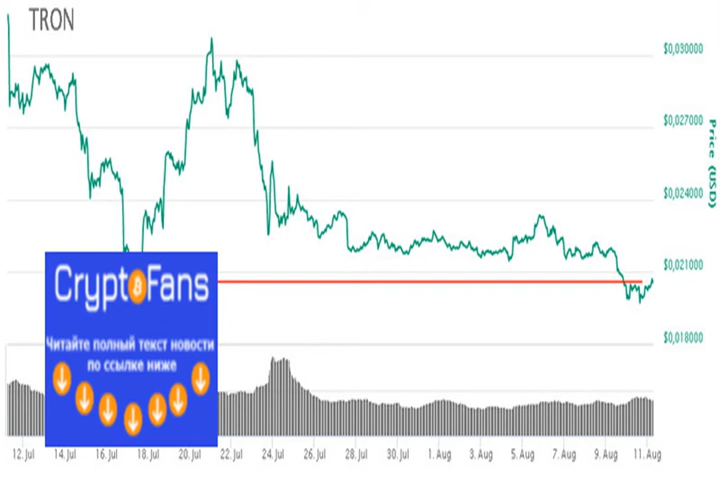 TRON
$0,030000
$0,027000
$0,024000
$0,021000
$0,018000
Price (USD)
Crypto Fans
Читайте полный текст новости
по ссылке ниже
12. Jul 14. Jul 16. Jul 18. Jul 20. Jul 22. Jul 24. Jul 26. Jul 28. Jul 30. Jul 1. Aug 3. Aug 5. Aug 7. Aug 9. Aug 11. Aug